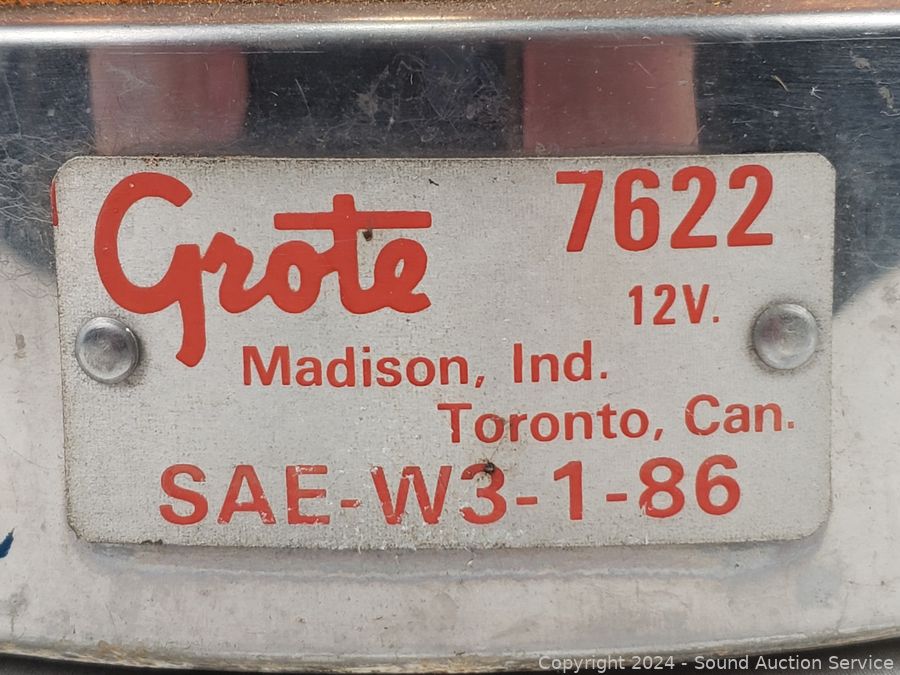 Grote 7622
12V.
Madison, Ind.
Toronto, Can.
SAE-W3-1-86
Copyright 2024 - Sound Auction Service